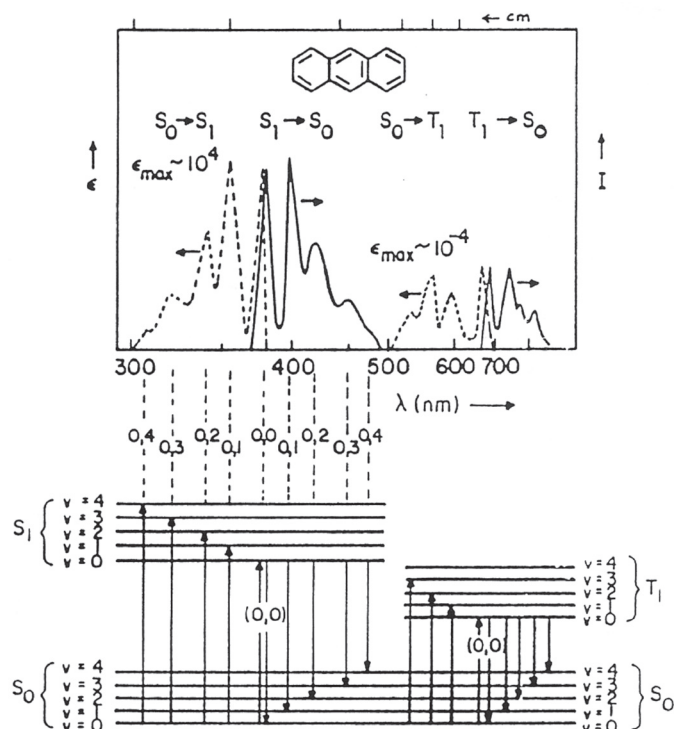 ← cm
S₀→S₁ S₁→S₀ S₀→T₁ T₁→S₀
ϵmax~10⁴
ϵ I
ϵmax~10⁻⁴
300 400 500 600 700
λ (nm) →
0,4 0,3 0,2 0,1 0,0 0,1 0,2 0,3 0,4
S₁ v = 4
v = 3
v = 2
v = 1
v = 0
v = 4 T₁
v = 3
v = 2
v = 1
v = 0
(0,0) (0,0)
S₀ v = 4 v = 4 S₀
v = 3 v = 3
v = 2 v = 2
v = 1 v = 1
v = 0 v = 0